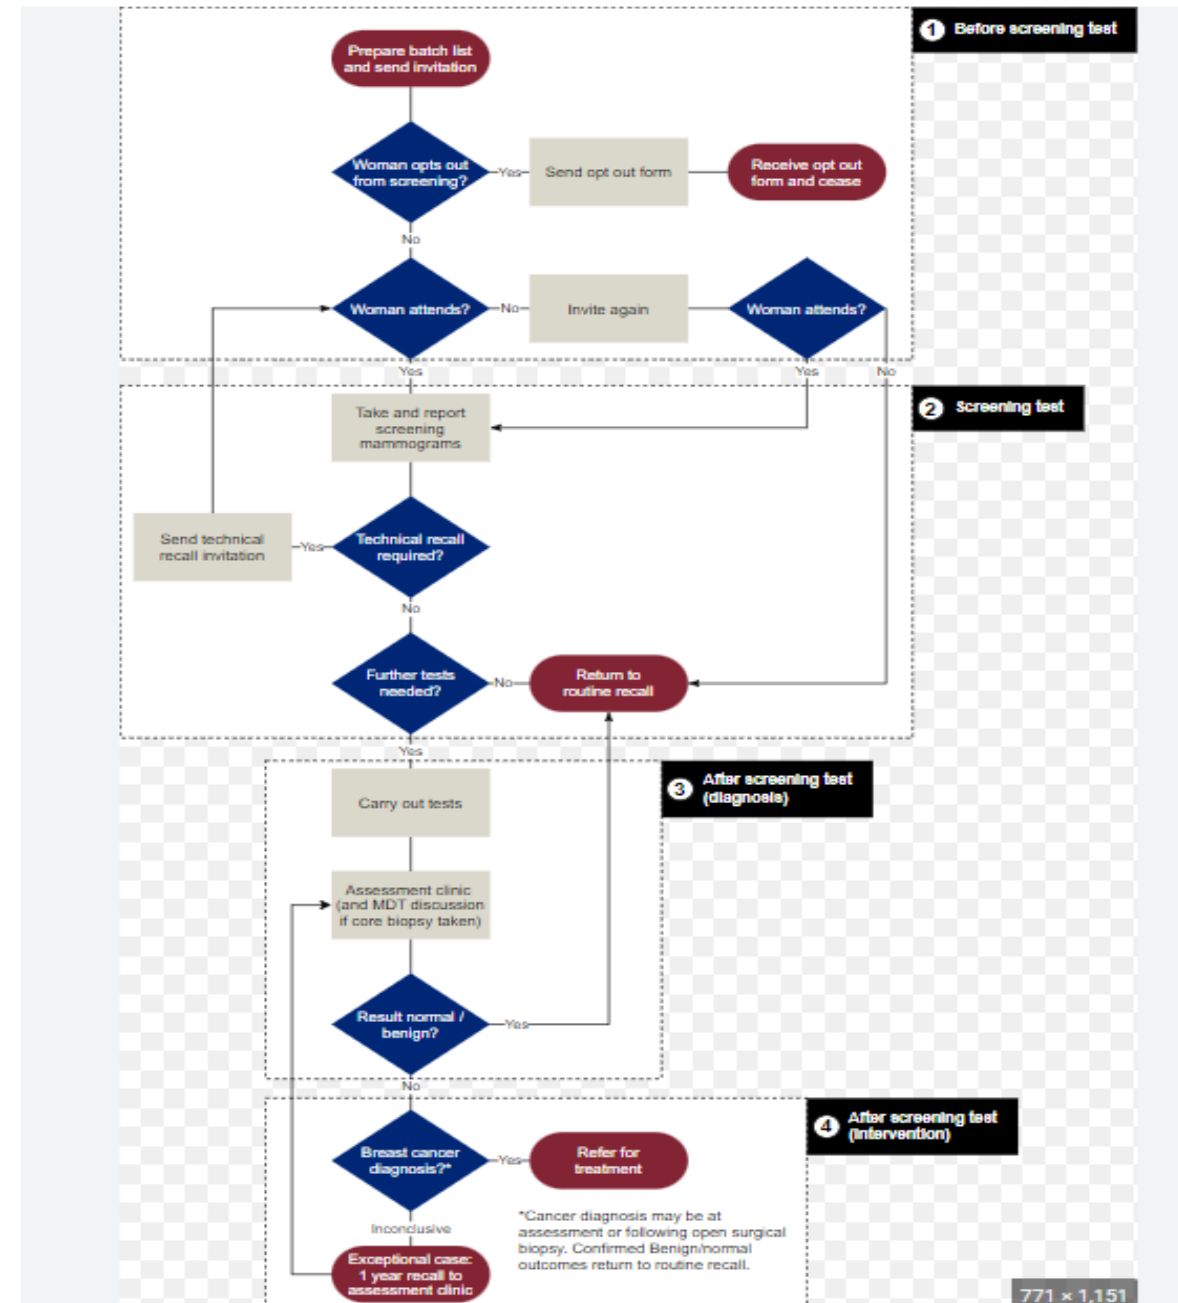 1 Before screening test
Prepare batch list
and send invitation
Woman opts out
from screening?
Yes
Send opt out form
Receive opt out
form and cease
No
Woman attends?
No
Invite again
Woman attends?
Yes
Yes
No
2 Screening test
Take and report
screening
mammograms
Send technical
recall invitation
Yes
Technical recall
required?
No
Further tests
needed?
No
Return to
routine recall
Yes
3 After screening test
(diagnosis)
Carry out tests
Assessment clinic
(and MDT discussion
if core biopsy taken)
Result normal /
benign?
Yes
No
4 After screening test
(intervention)
Breast cancer
diagnosis?*
Yes
Refer for
treatment
Inconclusive
*Cancer diagnosis may be at
assessment or following open surgical
biopsy. Confirmed Benign/normal
outcomes return to routine recall.
Exceptional case:
1 year recall to
assessment clinic
771 × 1,151